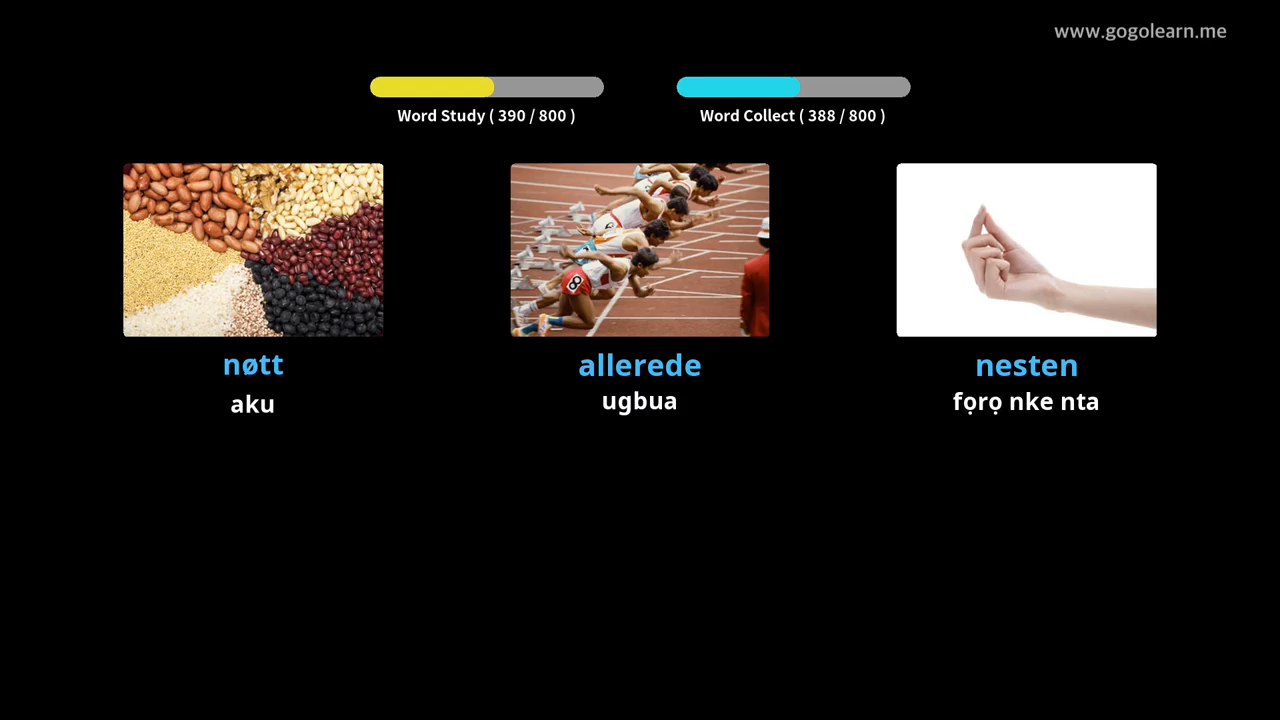 www.gogolearn.me
Word Study ( 390 / 800 )
Word Collect ( 388 / 800 )
nøtt
aku
allerede
ugbua
nesten
fọrọ nke nta